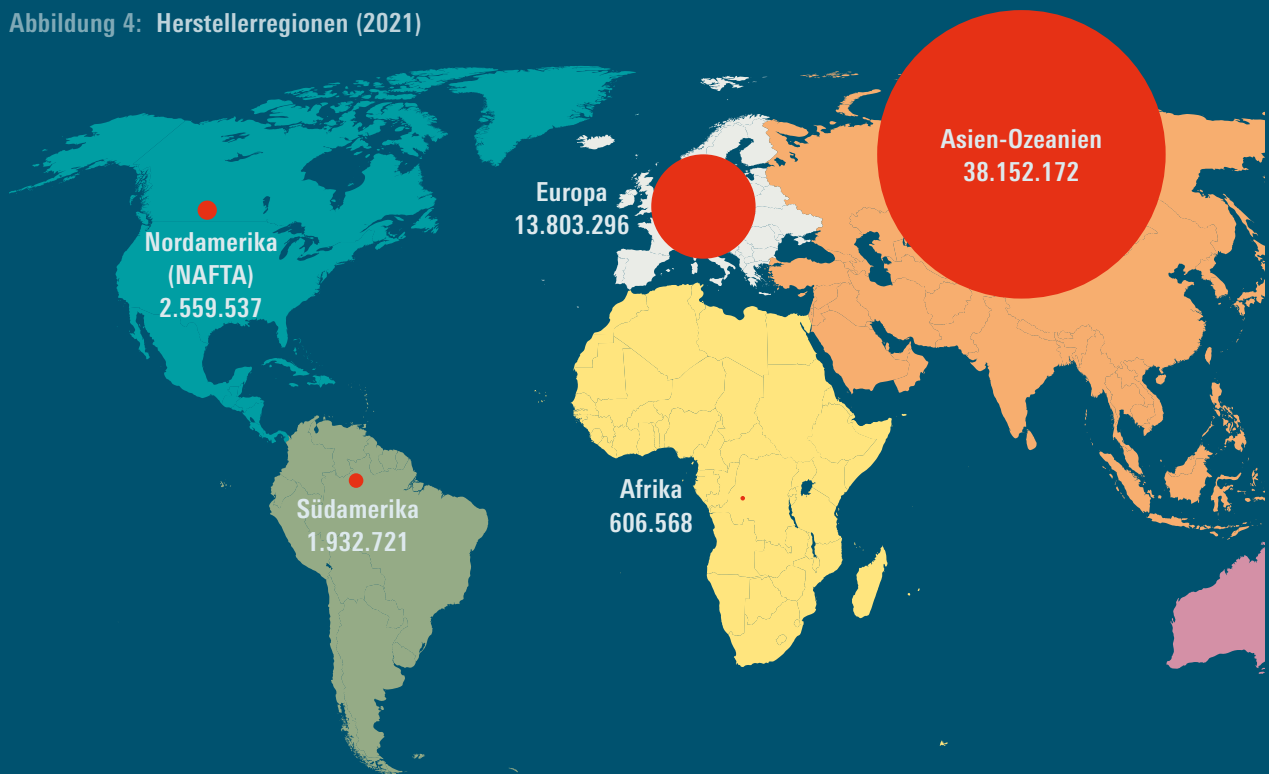 Abbildung 4: Herstellerregionen (2021)
Asien-Ozeanien
38.152.172
Europa
13.803.296
Nordamerika
(NAFTA)
2.559.537
Afrika
606.568
Südamerika
1.932.721